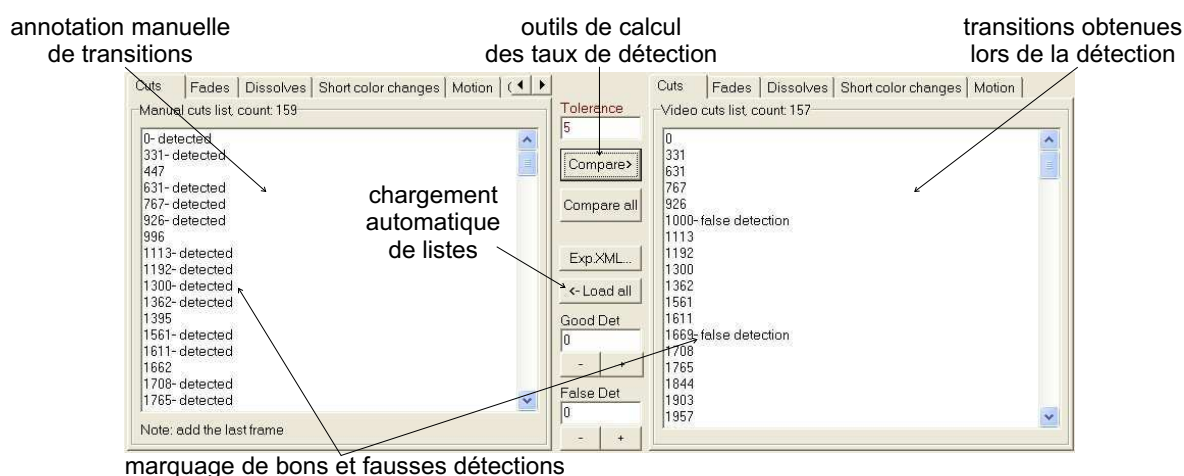 annotation manuelle
de transitions
outils de calcul
des taux de détection
transitions obtenues
lors de la détection
Cuts Fades Dissolves Short color changes Motion
Manual cuts list, count: 159
0- detected
331- detected
447
631- detected
767- detected
926- detected
996
1113- detected
1192- detected
1300- detected
1362- detected
1395
1561- detected
1611- detected
1662
1708- detected
1765- detected
Note: add the last frame
Tolerance
5
Compare>
Compare all
chargement
automatique
de listes
Exp.XML...
<- Load all
Good Det
0
- +
False Det
0
- +
Cuts Fades Dissolves Short color changes Motion
Video cuts list, count: 157
0
331
631
767
926
1000- false detection
1113
1192
1300
1362
1561
1611
1669- false detection
1708
1765
1844
1903
1957
marquage de bons et fausses détections